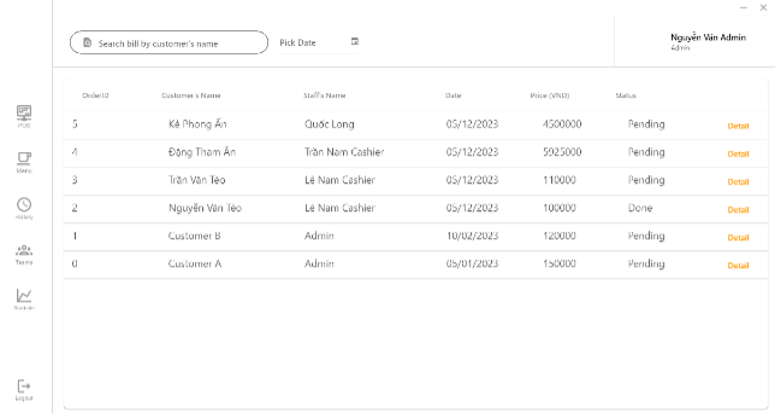 Search bill by customer's name
Pick Date
Nguyễn Văn Admin
Admin
OrderID Customer's Name Staff's Name Date Price (VND) Status
5 Kẻ Phong Ấn Quốc Long 05/12/2023 4500000 Pending Detail
4 Đặng Tham Ăn Trần Nam Cashier 05/12/2023 5925000 Pending Detail
3 Trần Văn Tèo Lê Nam Cashier 05/12/2023 110000 Pending Detail
2 Nguyễn Văn Tèo Lê Nam Cashier 05/12/2023 100000 Done Detail
1 Customer B Admin 10/02/2023 120000 Pending Detail
0 Customer A Admin 05/01/2023 150000 Pending Detail
POS
Menu
History
Teams
Logout